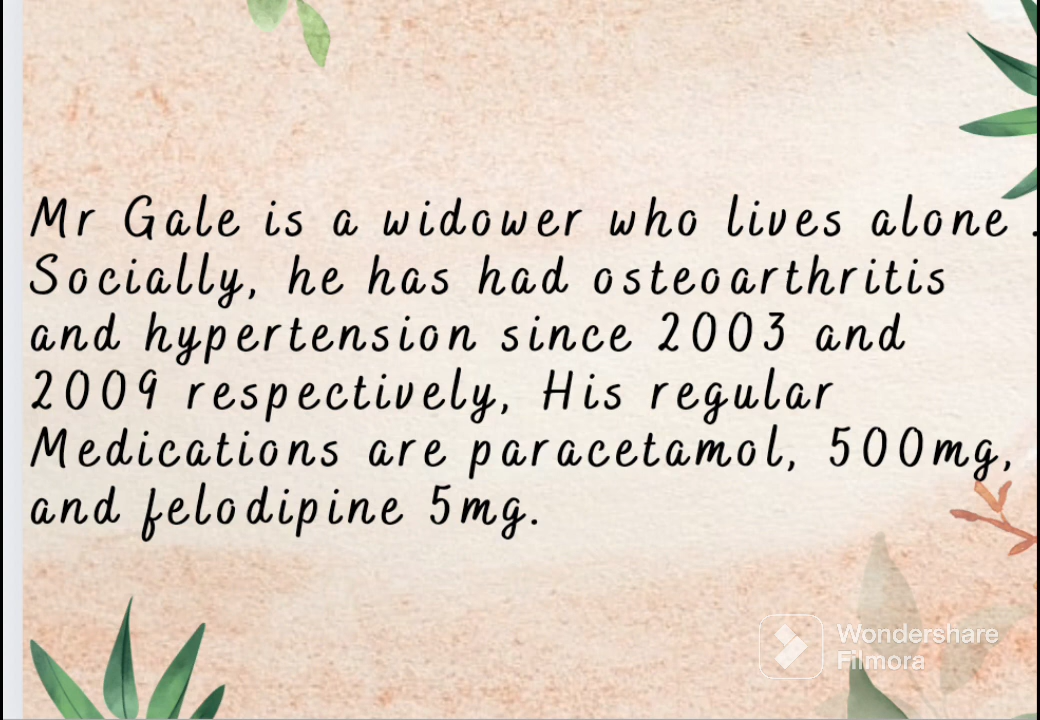 Mr Gale is a widower who lives alone .
Socially, he has had osteoarthritis
and hypertension since 2003 and
2009 respectively, His regular
Medications are paracetamol, 500mg,
and felodipine 5mg.
Wondershare
Filmora